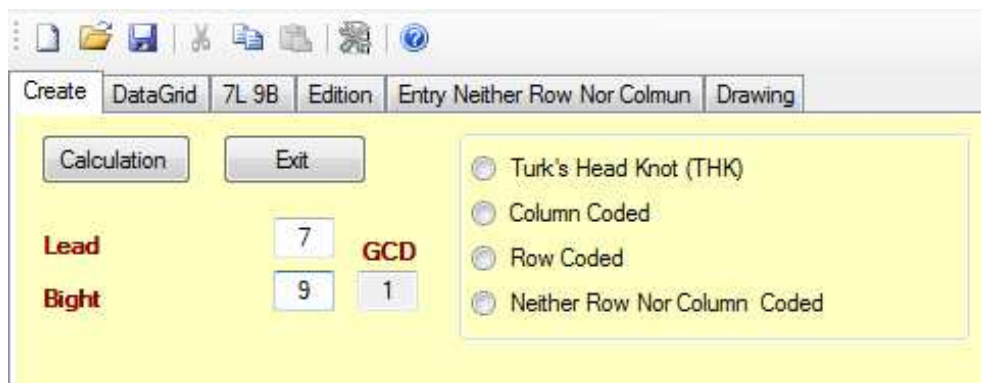 Create DataGrid 7L 9B Edition Entry Neither Row Nor Colmun Drawing
Calculation Exit
Lead 7 GCD
Bight 9 1
Turk's Head Knot (THK)
Column Coded
Row Coded
Neither Row Nor Column Coded